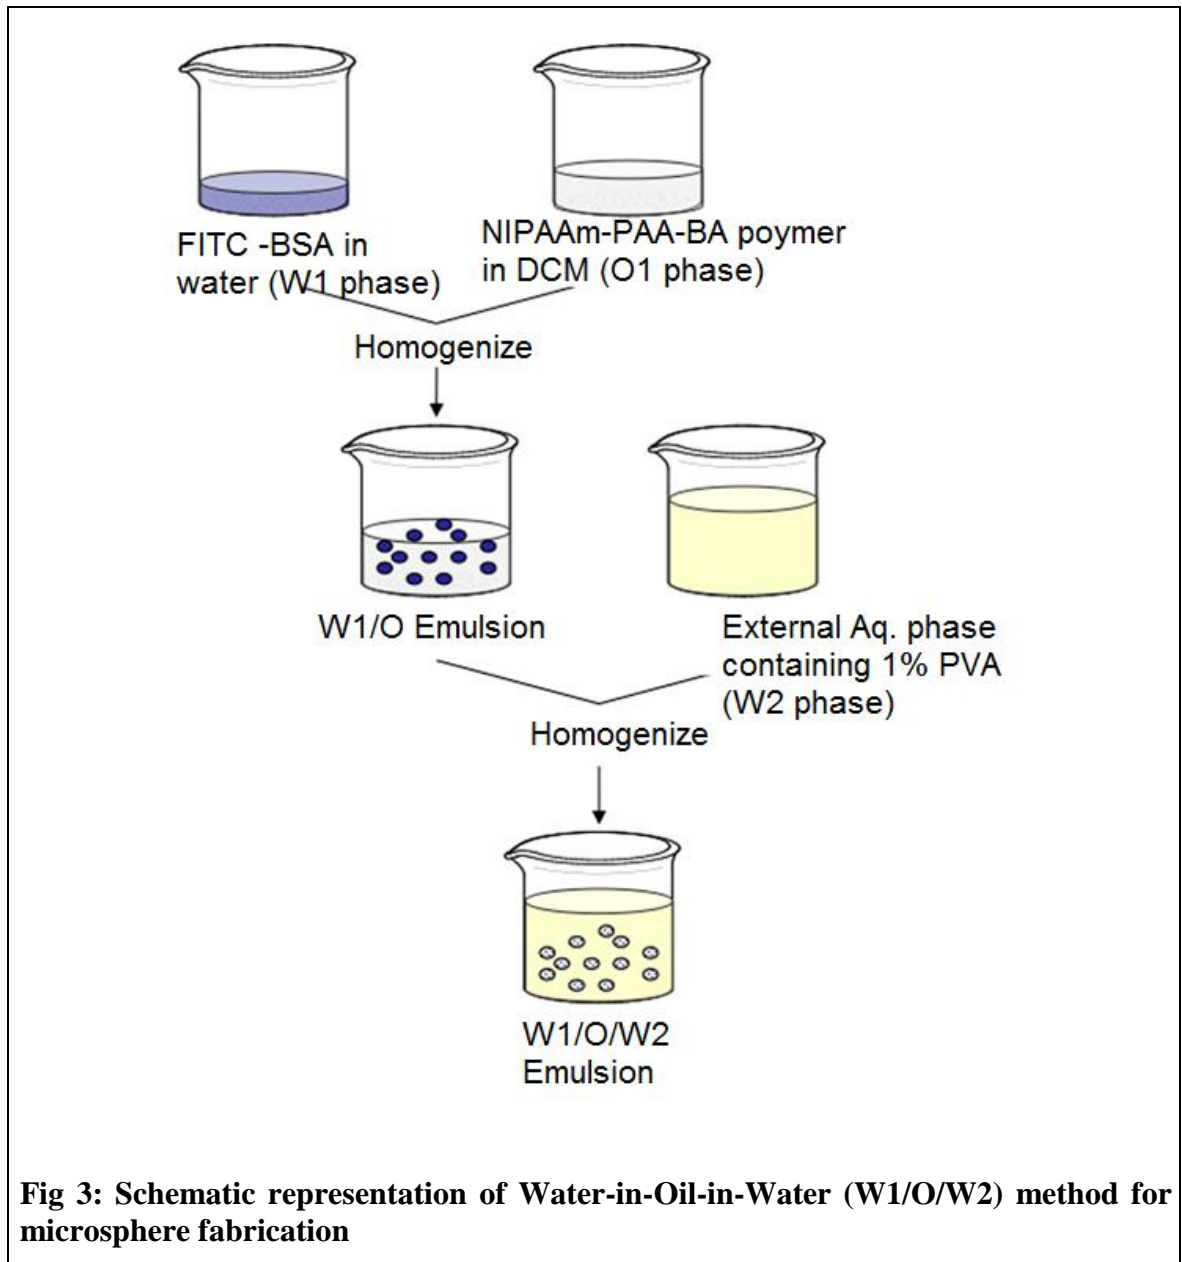 FITC -BSA in
water (W1 phase)
NIPAAm-PAA-BA poymer
in DCM (O1 phase)
Homogenize
W1/O Emulsion
External Aq. phase
containing 1% PVA
(W2 phase)
Homogenize
W1/O/W2
Emulsion
Fig 3: Schematic representation of Water-in-Oil-in-Water (W1/O/W2) method for
microsphere fabrication